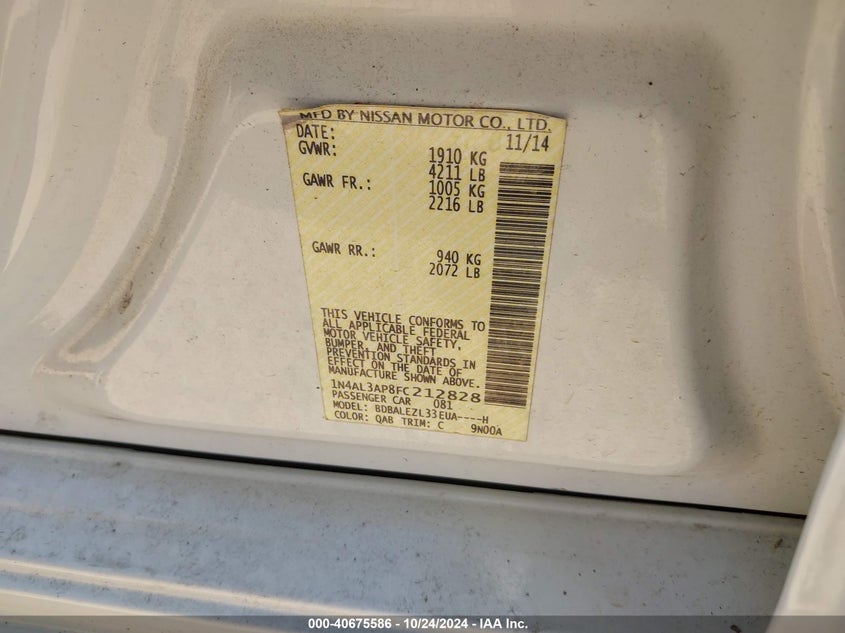 MFD BY NISSAN MOTOR CO., LTD.
DATE: 11/14
GVWR: 1910 KG
4211 LB
GAWR FR.: 1005 KG
2216 LB
GAWR RR.: 940 KG
2072 LB
THIS VEHICLE CONFORMS TO
ALL APPLICABLE FEDERAL
MOTOR VEHICLE SAFETY,
BUMPER, AND THEFT
PREVENTION STANDARDS IN
EFFECT ON THE DATE OF
MANUFACTURE SHOWN ABOVE.
1N4AL3AP8FC212828
PASSENGER CAR 081
MODEL: BDBALEZL33EUA----H
COLOR: QAB TRIM: C 9N00A
000-40675586 - 10/24/2024 - IAA Inc.